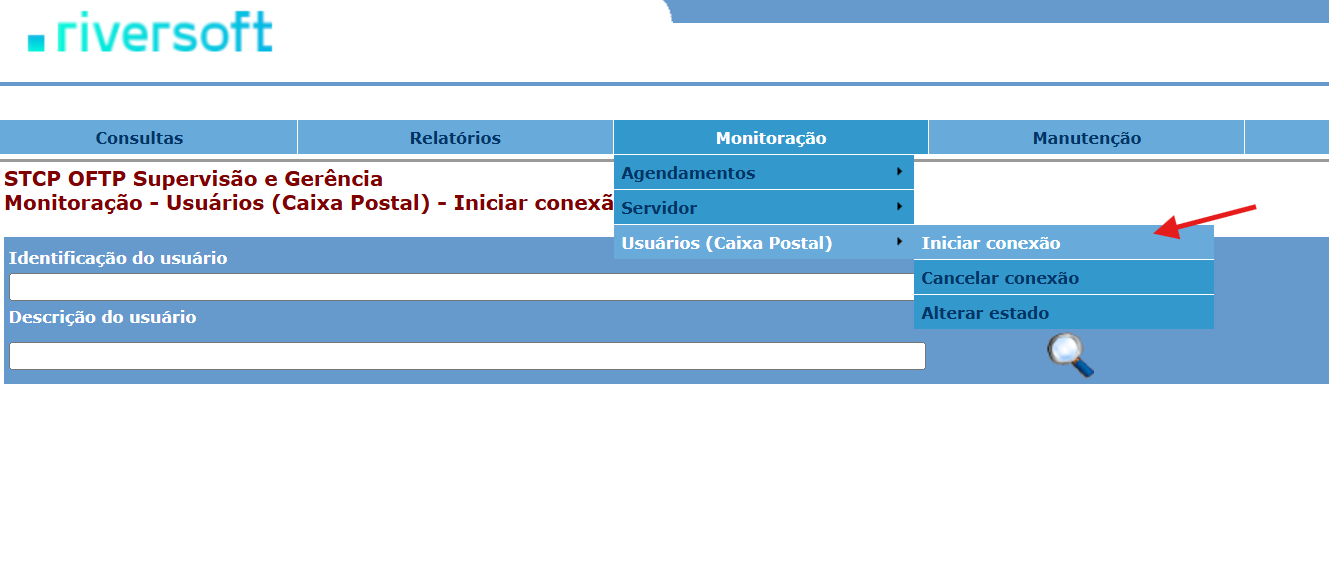 riversoft
Consultas Relatórios Monitoração Manutenção
STCP OFTP Supervisão e Gerência
Monitoração - Usuários (Caixa Postal) - Iniciar conexã
Agendamentos
Servidor
Usuários (Caixa Postal)
Iniciar conexão
Cancelar conexão
Alterar estado
Identificação do usuário
Descrição do usuário